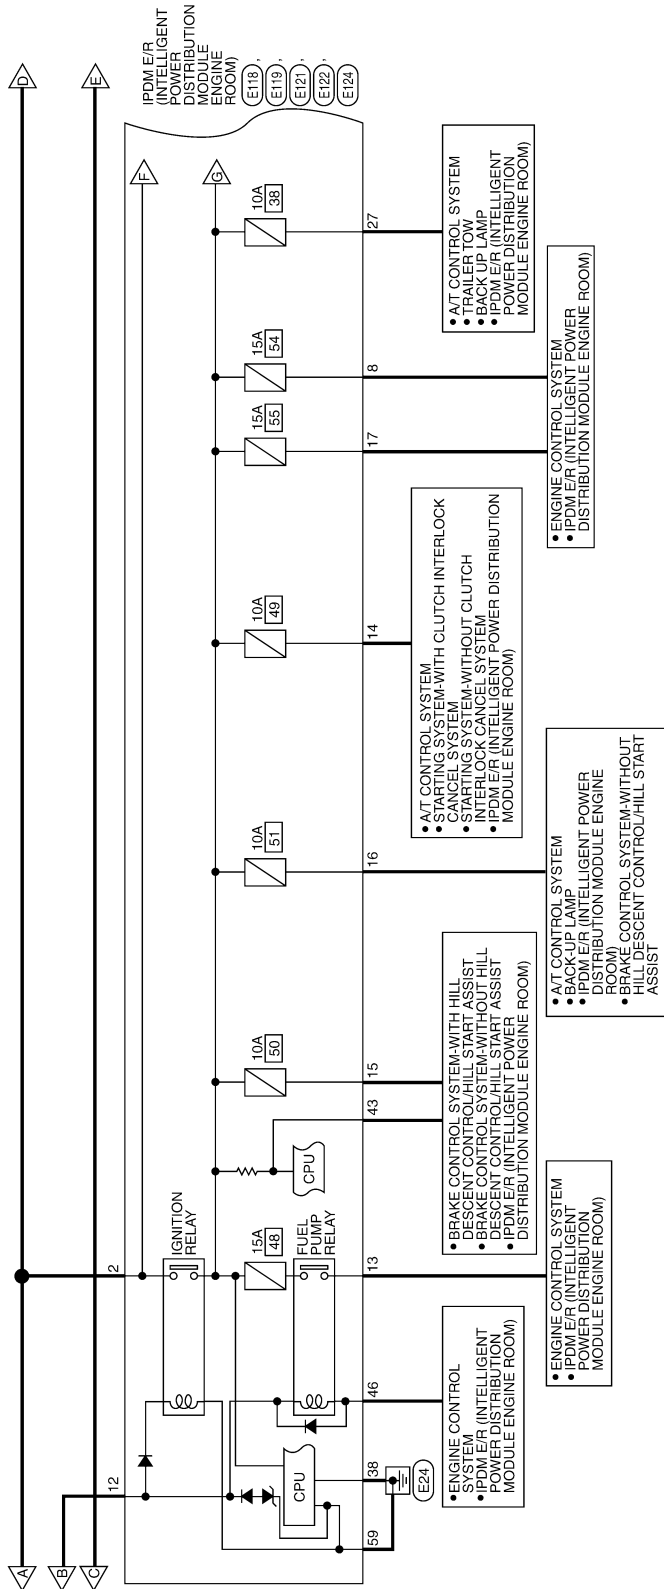 A
B
C
D
E
F
G
IPDM E/R
(INTELLIGENT
POWER
DISTRIBUTION
MODULE
ENGINE
ROOM)
E118 ,
E119 ,
E121 ,
E122 ,
E124
12
2
IGNITION
RELAY
15A
48
FUEL
PUMP
RELAY
CPU
CPU
10A
50
10A
51
10A
49
15A
55
15A
54
10A
38
59
38
46
13
43
15
16
14
17
8
27
E24
• ENGINE CONTROL
SYSTEM
• IPDM E/R (INTELLIGENT
POWER DISTRIBUTION
MODULE ENGINE ROOM)
• ENGINE CONTROL SYSTEM
• IPDM E/R (INTELLIGENT
POWER DISTRIBUTION
MODULE ENGINE ROOM)
• BRAKE CONTROL SYSTEM-WITH HILL
DESCENT CONTROL/HILL START ASSIST
• BRAKE CONTROL SYSTEM-WITHOUT HILL
DESCENT CONTROL/HILL START ASSIST
• IPDM E/R (INTELLIGENT POWER
DISTRIBUTION MODULE ENGINE ROOM)
• A/T CONTROL SYSTEM
• BACK-UP LAMP
• IPDM E/R (INTELLIGENT POWER
DISTRIBUTION MODULE ENGINE
ROOM)
• BRAKE CONTROL SYSTEM-WITHOUT
HILL DESCENT CONTROL/HILL START
ASSIST
• A/T CONTROL SYSTEM
• STARTING SYSTEM-WITH CLUTCH INTERLOCK
CANCEL SYSTEM
• STARTING SYSTEM-WITHOUT CLUTCH
INTERLOCK CANCEL SYSTEM
• IPDM E/R (INTELLIGENT POWER DISTRIBUTION
MODULE ENGINE ROOM)
• ENGINE CONTROL SYSTEM
• IPDM E/R (INTELLIGENT POWER
DISTRIBUTION MODULE ENGINE ROOM)
• A/T CONTROL SYSTEM
• TRAILER TOW
• BACK UP LAMP
• IPDM E/R (INTELLIGENT
POWER DISTRIBUTION
MODULE ENGINE ROOM)